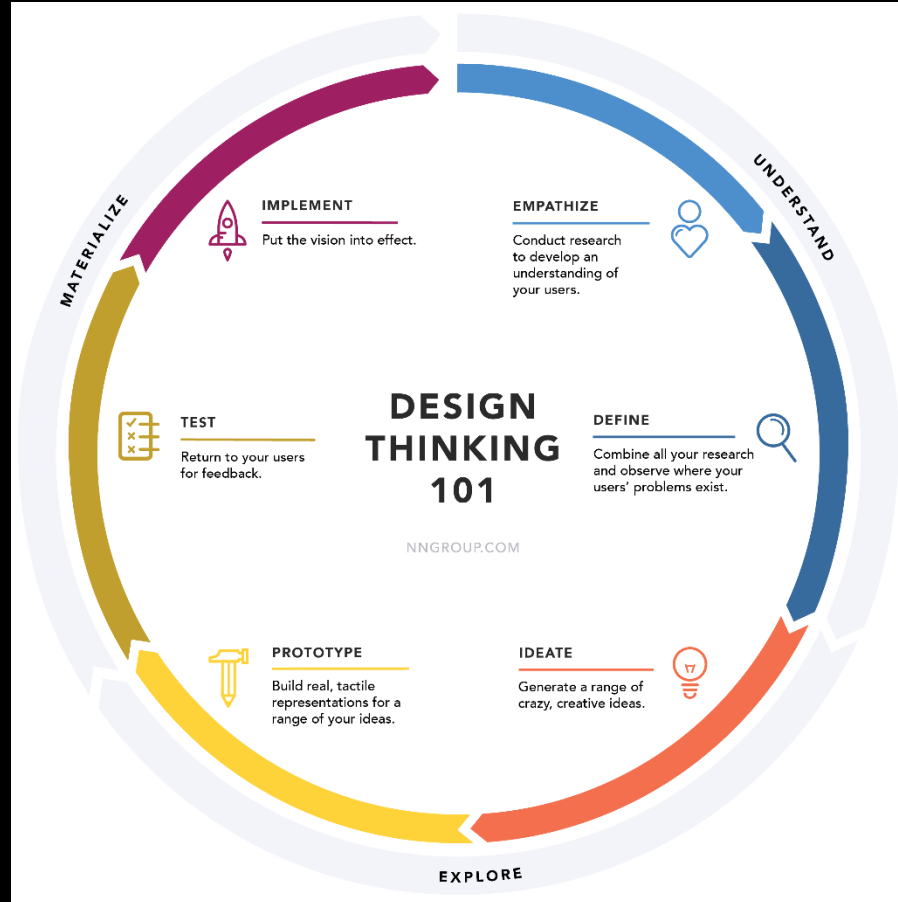 DESIGN
THINKING
101
NNGROUP.COM
UNDERSTAND
EMPATHIZE
Conduct research
to develop an
understanding of
your users.
DEFINE
Combine all your research
and observe where your
users’ problems exist.
EXPLORE
IDEATE
Generate a range of
crazy, creative ideas.
PROTOTYPE
Build real, tactile
representations for a
range of your ideas.
MATERIALIZE
TEST
Return to your users
for feedback.
IMPLEMENT
Put the vision into effect.